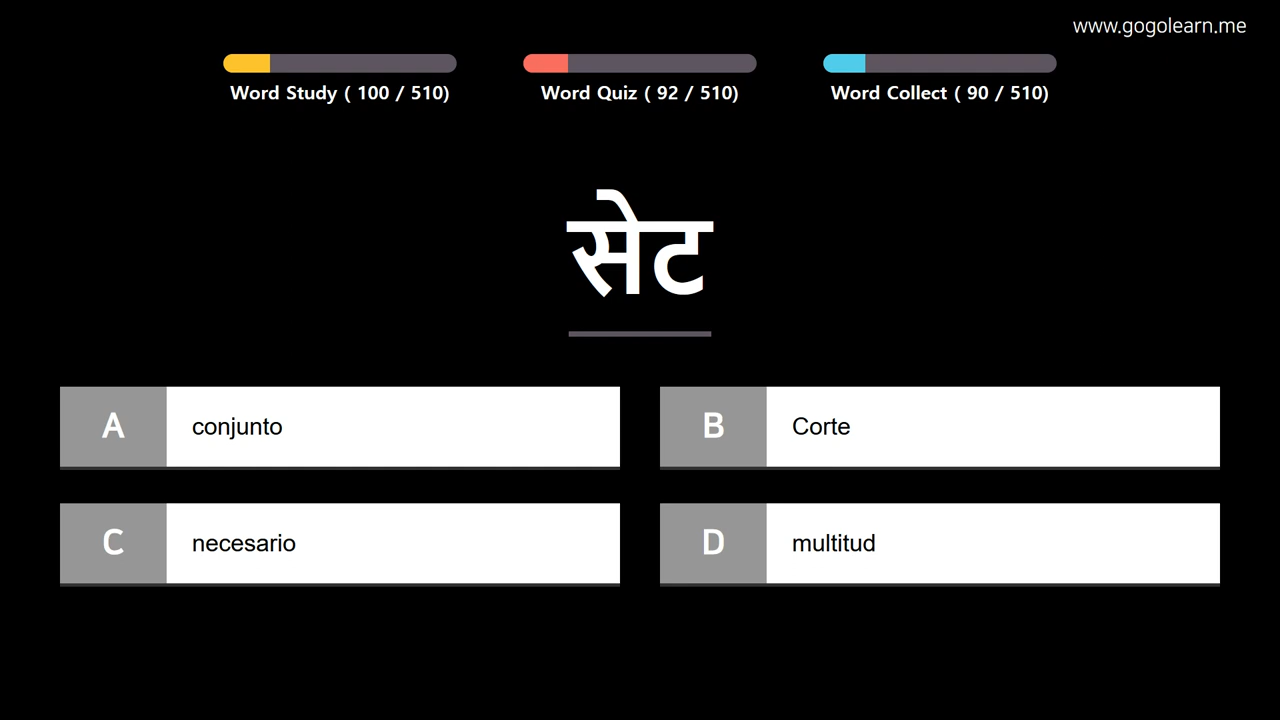 www.gogolearn.me
Word Study ( 100 / 510)
Word Quiz ( 92 / 510)
Word Collect ( 90 / 510)
सेट
A conjunto
B Corte
C necesario
D multitud